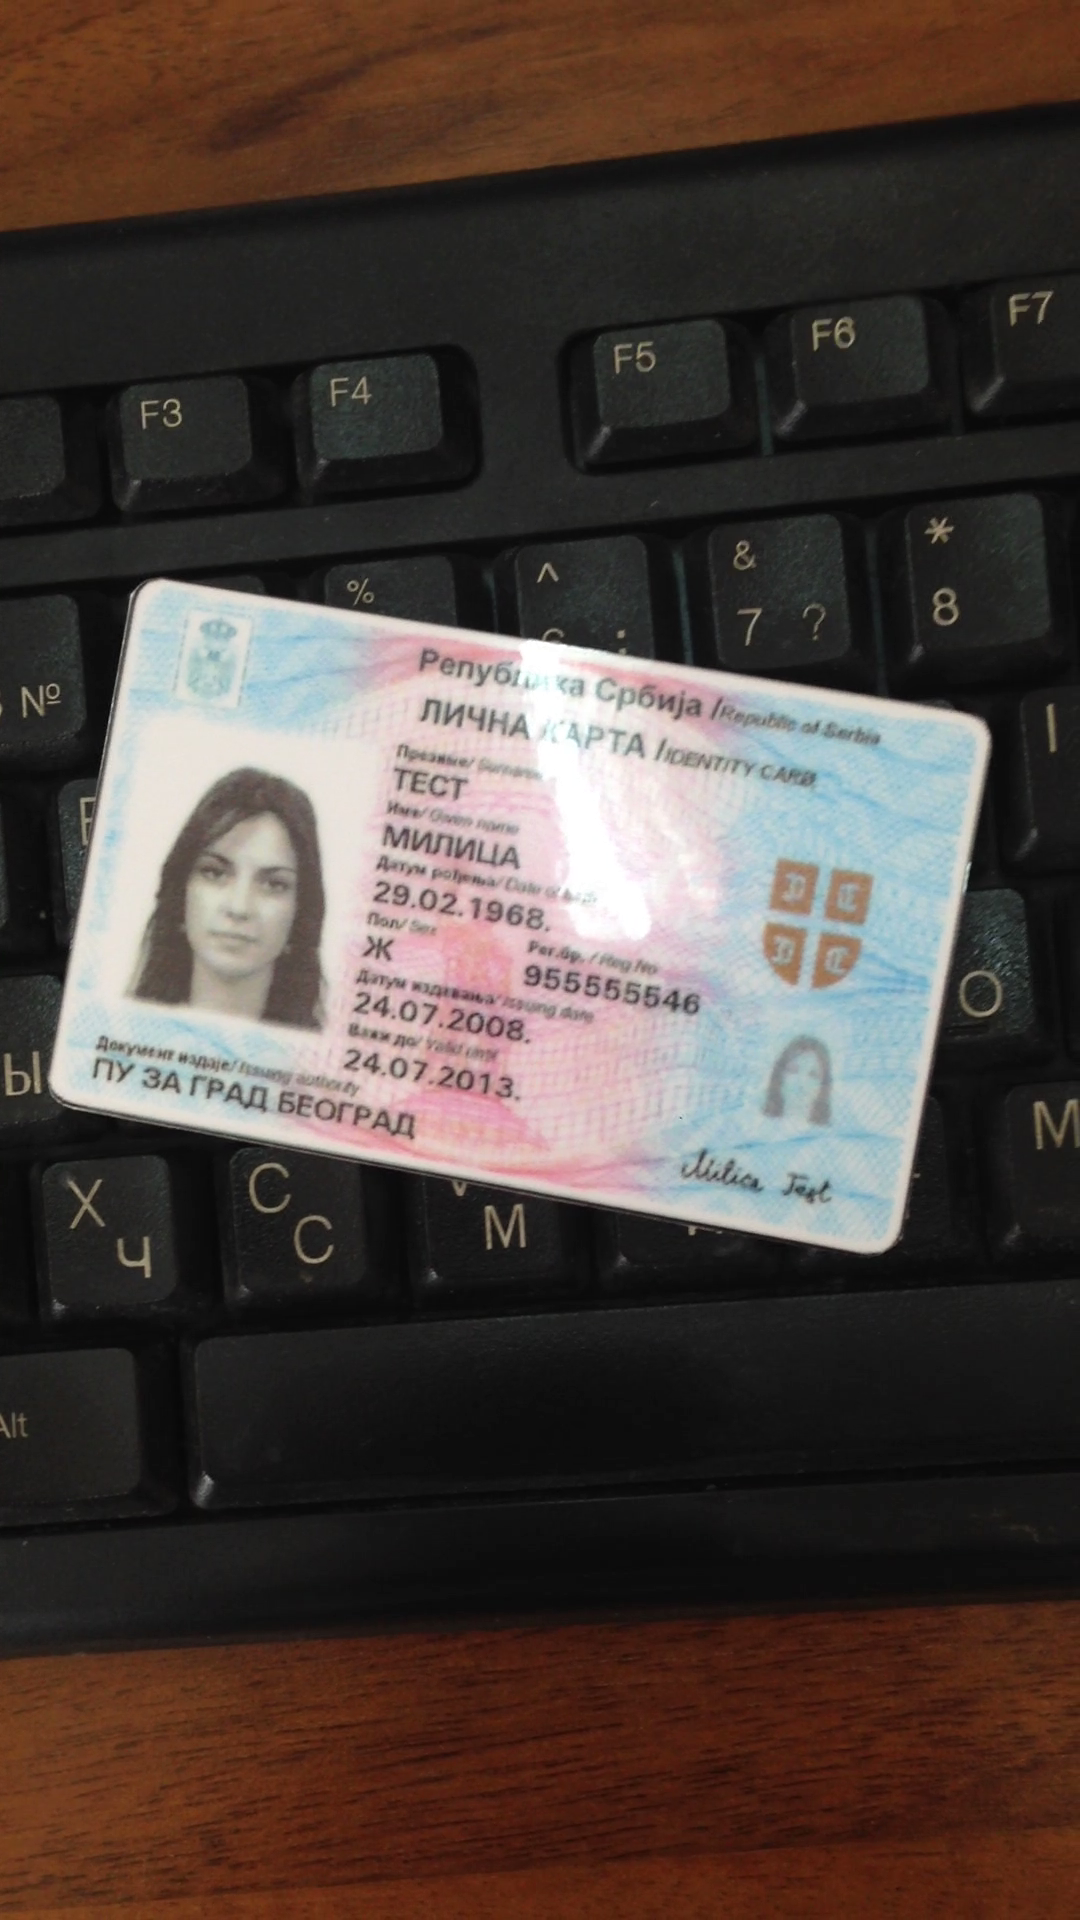 F3 F4 F5 F6 F7
% ^ & *
7 ? 8
№
I
Република Србија /Republic of Serbia
ЛИЧНА КАРТА /IDENTITY CARD
Презиме/ Surname
ТЕСТ
Име/ Given name
МИЛИЦА
Датум рођења/ Date of birth
29.02.1968.
Пол/ Sex
Ж
Рег.бр. / Reg.No
955555546
Датум издавања/ Issuing date
24.07.2008.
Важи до/ Valid until
24.07.2013.
Документ издаје/ Issuing authority
ПУ ЗА ГРАД БЕОГРАД
Milica Test
O
Ы
M
X Ч
C С
М
Alt